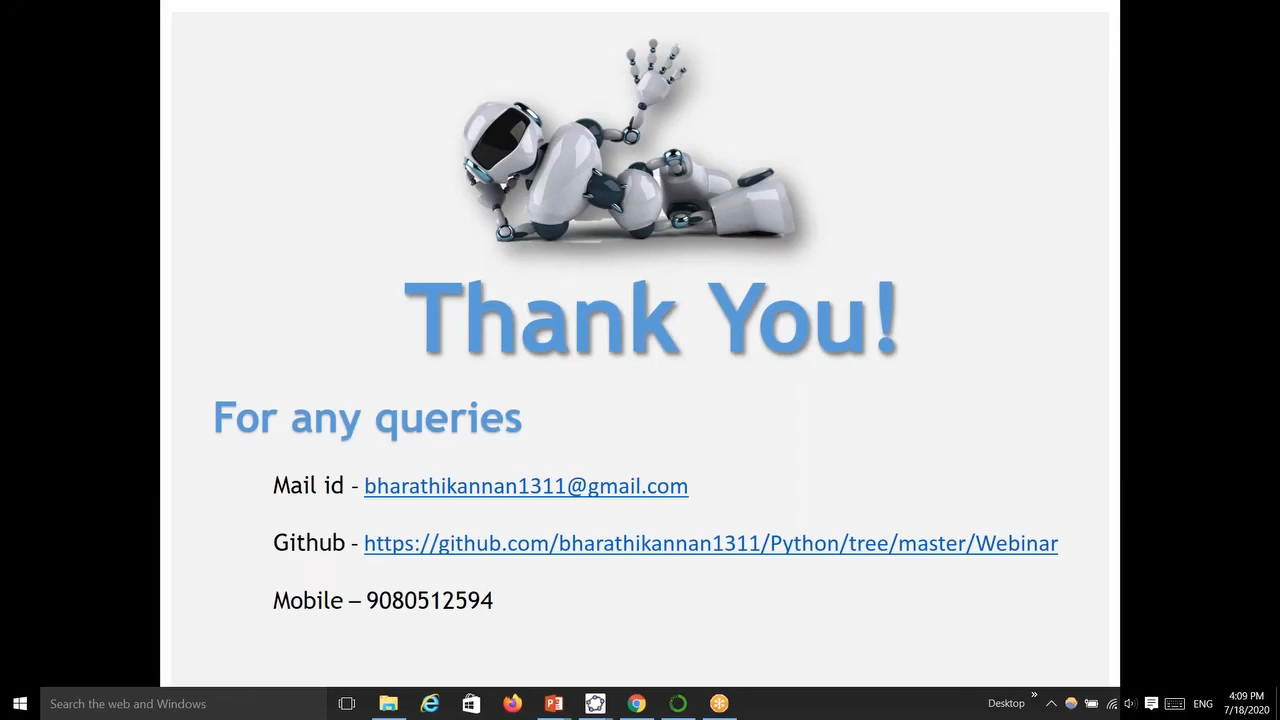 Thank You!
For any queries
Mail id - bharathikannan1311@gmail.com
Github - https://github.com/bharathikannan1311/Python/tree/master/Webinar
Mobile – 9080512594
Search the web and Windows
Desktop
»
ENG
4:09 PM
7/18/2020